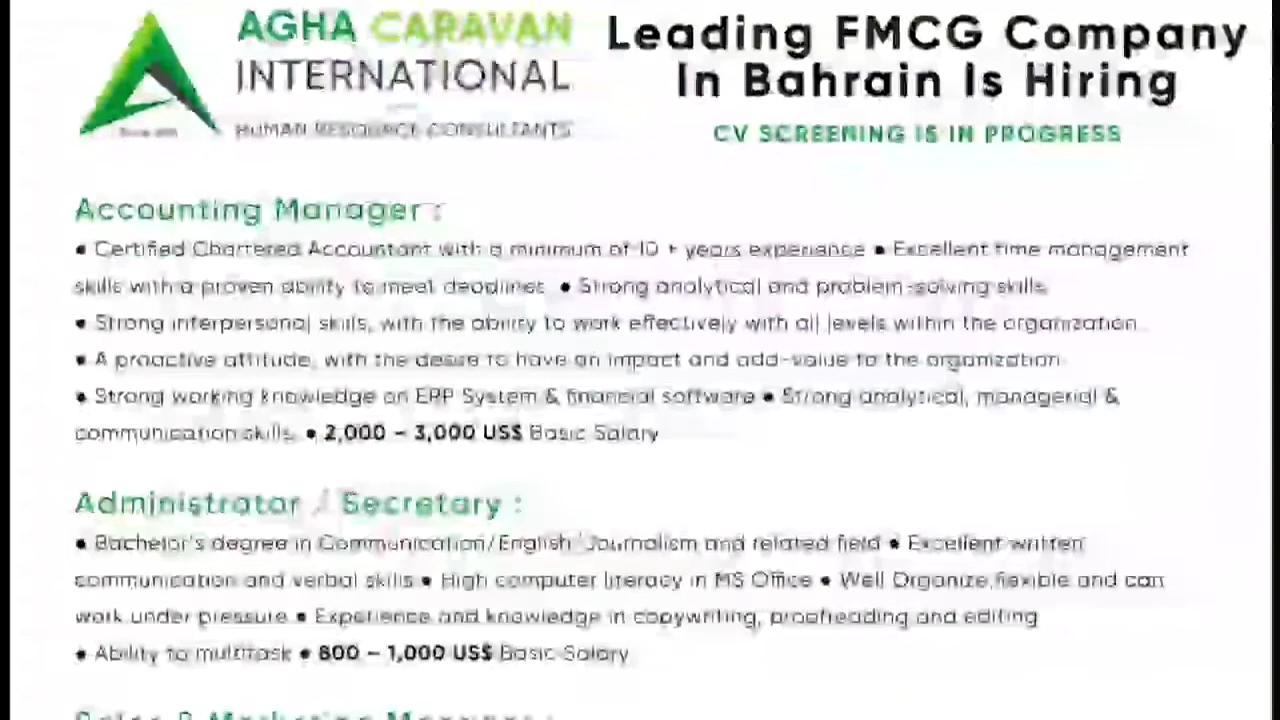 AGHA CARAVAN
INTERNATIONAL
HUMAN RESOURCE CONSULTANTS
Leading FMCG Company
In Bahrain Is Hiring
CV SCREENING IS IN PROGRESS
Accounting Manager :
• Certified Chartered Accountant with a minimum of 10 + years experience • Excellent time management
skills with a proven ability to meet deadlines • Strong analytical and problem-solving skills
• Strong interpersonal skills, with the ability to work effectively with all levels within the organization
• A proactive attitude, with the desire to have an impact and add-value to the organization
• Strong working knowledge on ERP System & financial software • Strong analytical, managerial &
communication skills. • 2,000 – 3,000 US$ Basic Salary
Administrator / Secretary :
• Bachelor's degree in Communication/English/Journalism and related field • Excellent written
communication and verbal skills • High computer literacy in MS Office • Well Organize,flexible and can
work under pressure • Experience and knowledge in copywriting, proofreading and editing
• Ability to multitask • 800 – 1,000 US$ Basic Salary
Sales & Marketing Manager :